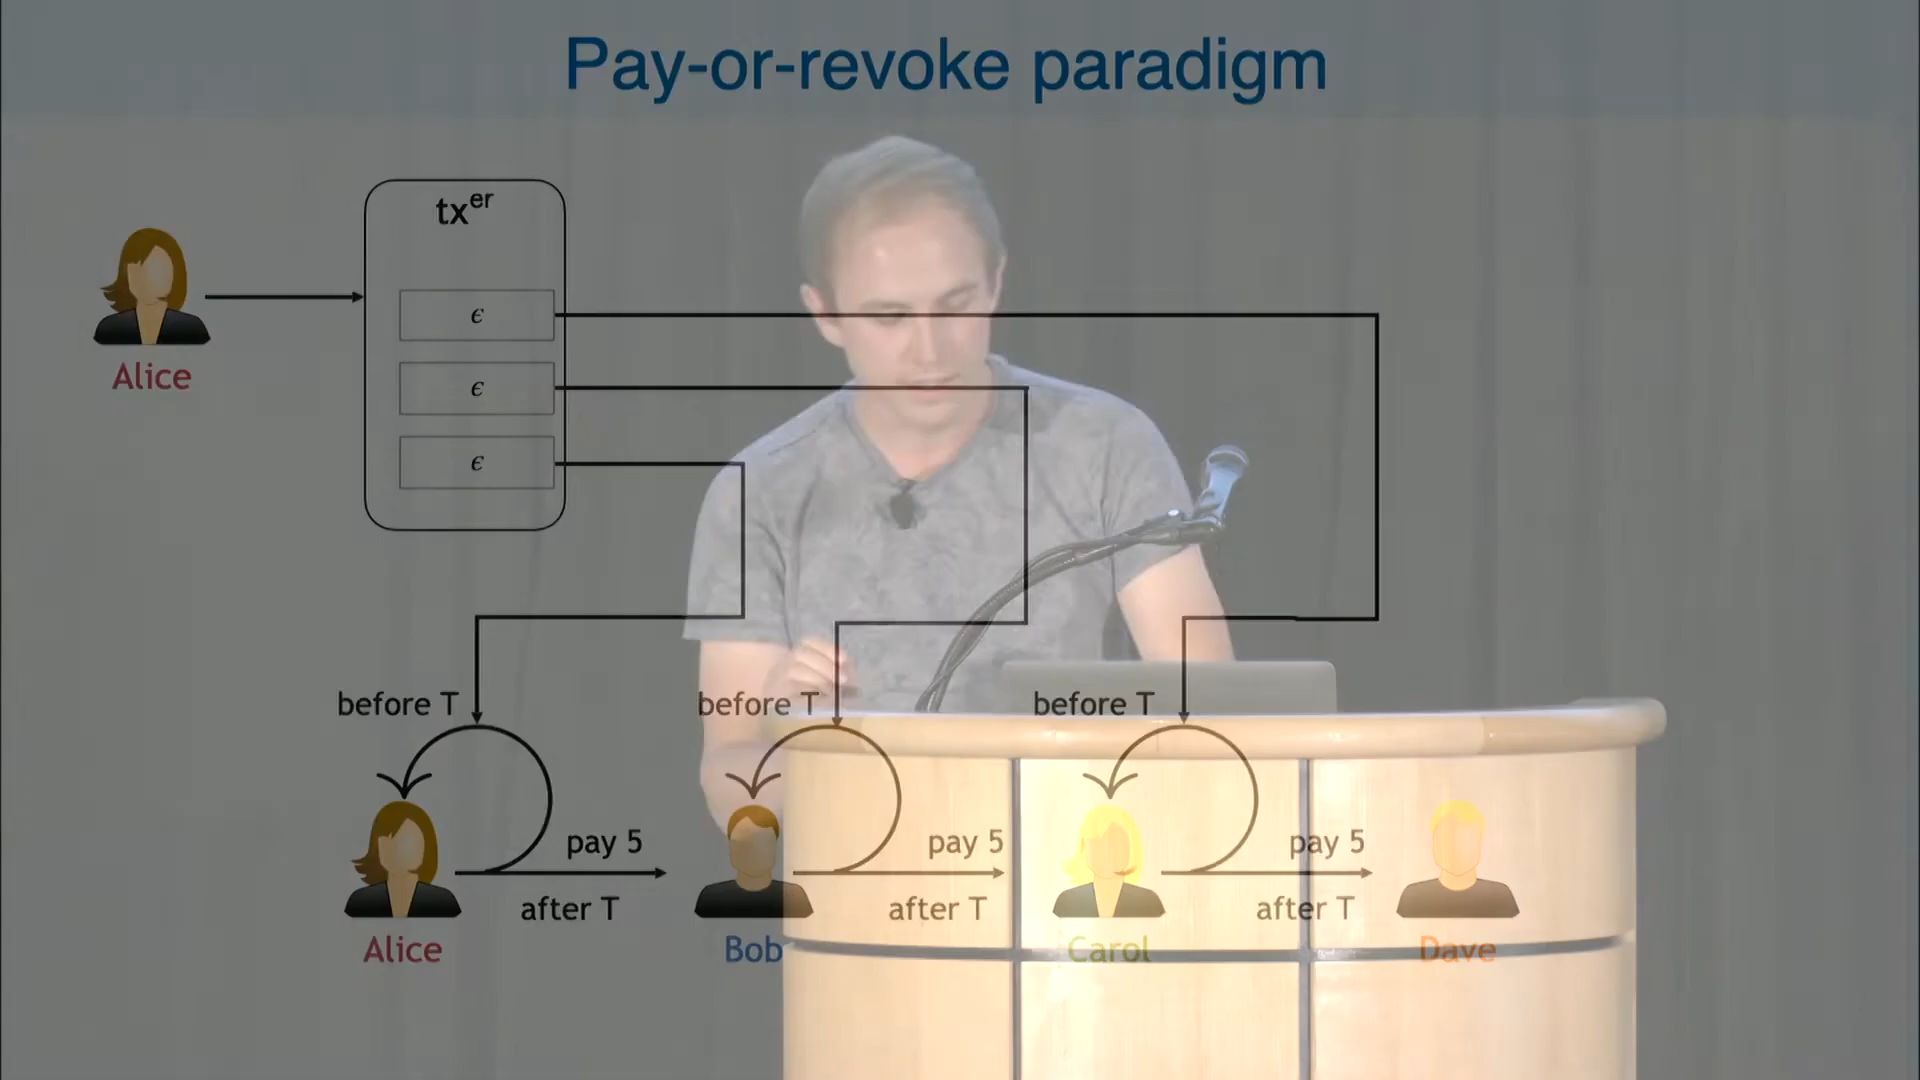 Pay-or-revoke paradigm
tx^er
ϵ
ϵ
ϵ
Alice
before T
before T
before T
pay 5
pay 5
pay 5
after T
after T
after T
Alice
Bob
Carol
Dave